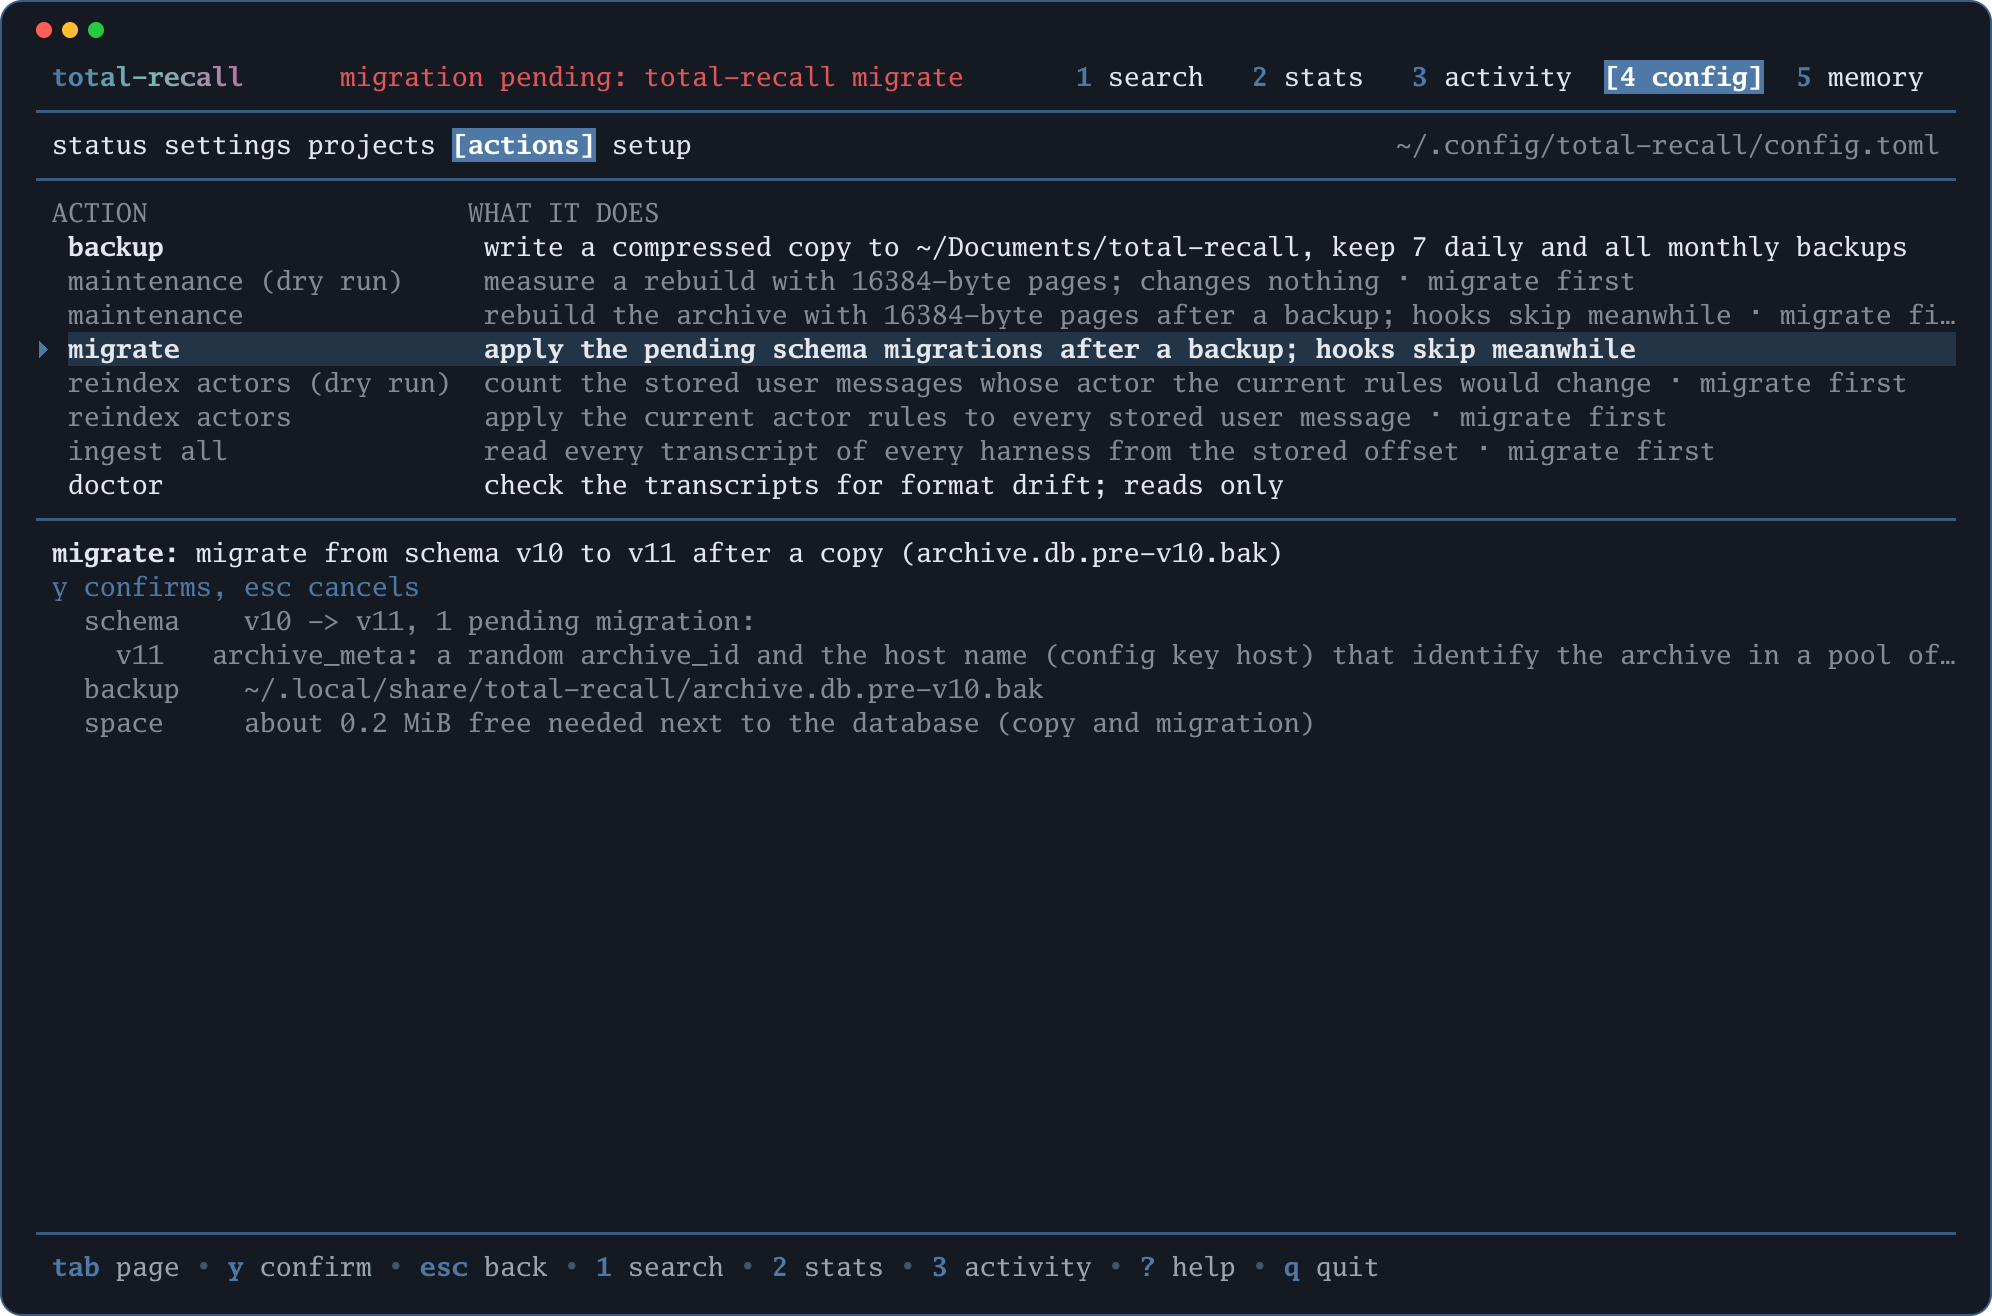 total-recall migration pending: total-recall migrate 1 search 2 stats 3 activity [4 config] 5 memory
status settings projects [actions] setup ~/.config/total-recall/config.toml
ACTION WHAT IT DOES
backup write a compressed copy to ~/Documents/total-recall, keep 7 daily and all monthly backups
maintenance (dry run) measure a rebuild with 16384-byte pages; changes nothing · migrate first
maintenance rebuild the archive with 16384-byte pages after a backup; hooks skip meanwhile · migrate fi…
migrate apply the pending schema migrations after a backup; hooks skip meanwhile
reindex actors (dry run) count the stored user messages whose actor the current rules would change · migrate first
reindex actors apply the current actor rules to every stored user message · migrate first
ingest all read every transcript of every harness from the stored offset · migrate first
doctor check the transcripts for format drift; reads only
migrate: migrate from schema v10 to v11 after a copy (archive.db.pre-v10.bak)
y confirms, esc cancels
schema v10 -> v11, 1 pending migration:
v11 archive_meta: a random archive_id and the host name (config key host) that identify the archive in a pool of…
backup ~/.local/share/total-recall/archive.db.pre-v10.bak
space about 0.2 MiB free needed next to the database (copy and migration)
tab page • y confirm • esc back • 1 search • 2 stats • 3 activity • ? help • q quit